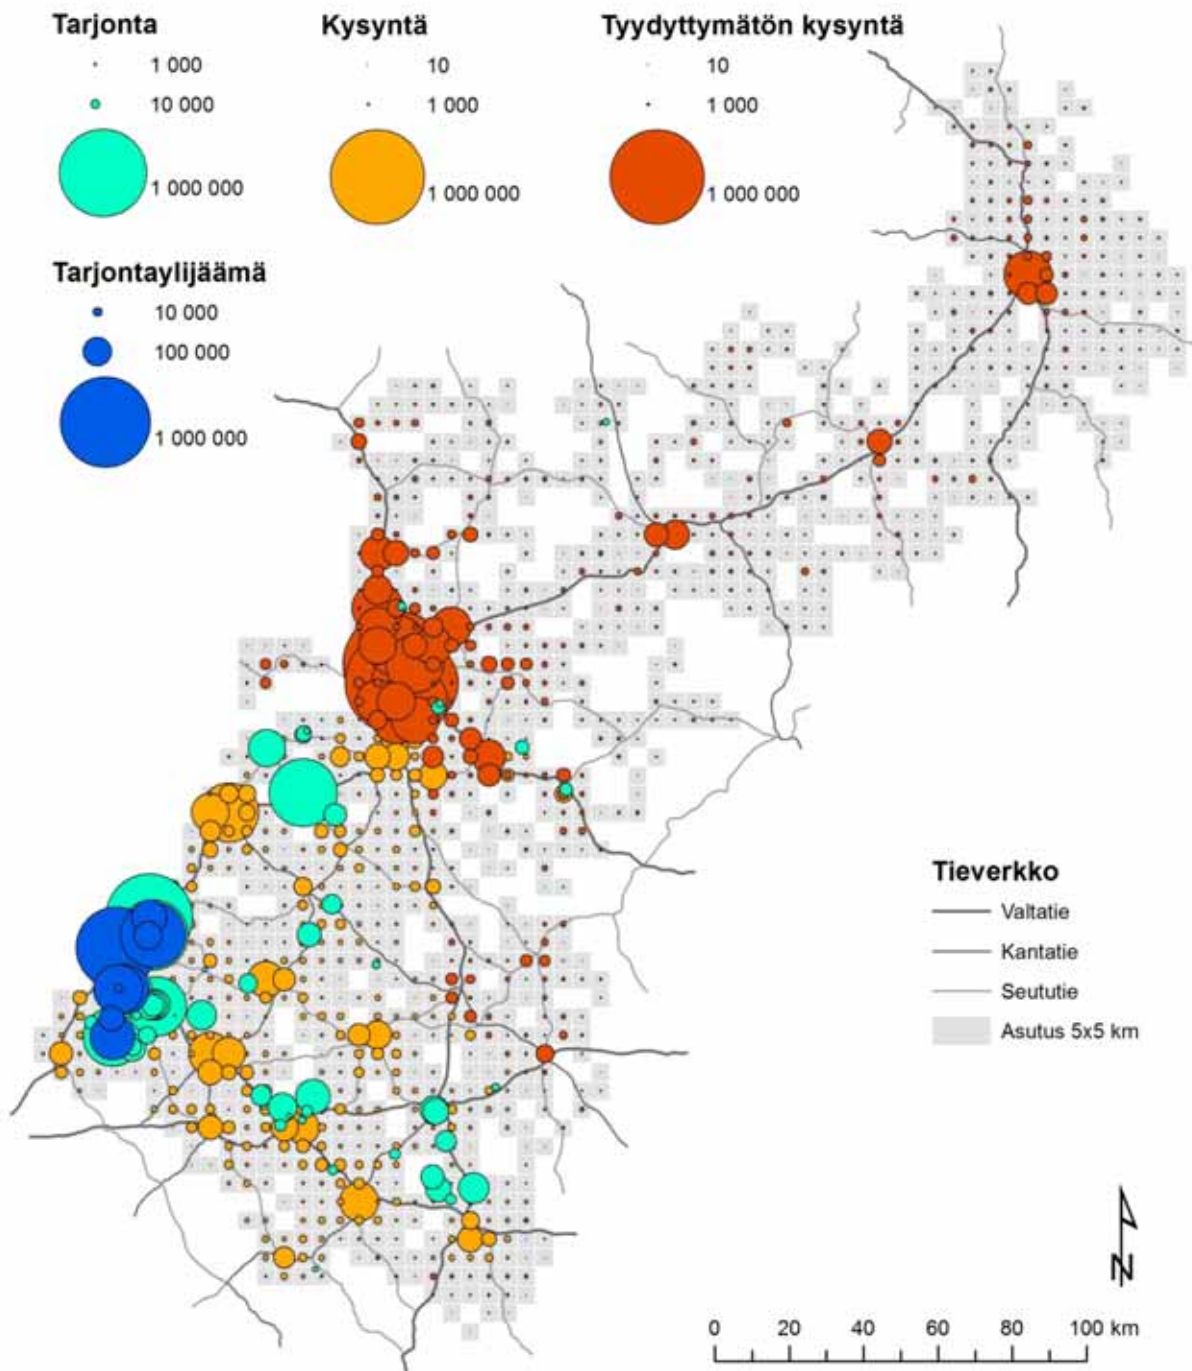 Tarjonta
1 000
10 000
1 000 000
Kysyntä
10
1 000
1 000 000
Tyydyttymätön kysyntä
10
1 000
1 000 000
Tarjontaylijäämä
10 000
100 000
1 000 000
Tieverkko
Valtatie
Kantatie
Seututie
Asutus 5x5 km
N
0 20 40 60 80 100 km